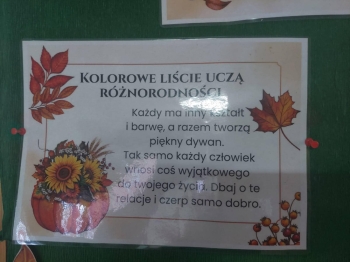 KOLOROWE LIŚCIE UCZĄ
RÓŻNORODNOŚCI
Każdy ma inny kształt
i barwę, a razem tworzą
piękny dywan.
Tak samo każdy człowiek
wnosi coś wyjątkowego
do twojego życia. Dbaj o te
relacje i czerp samo dobro.